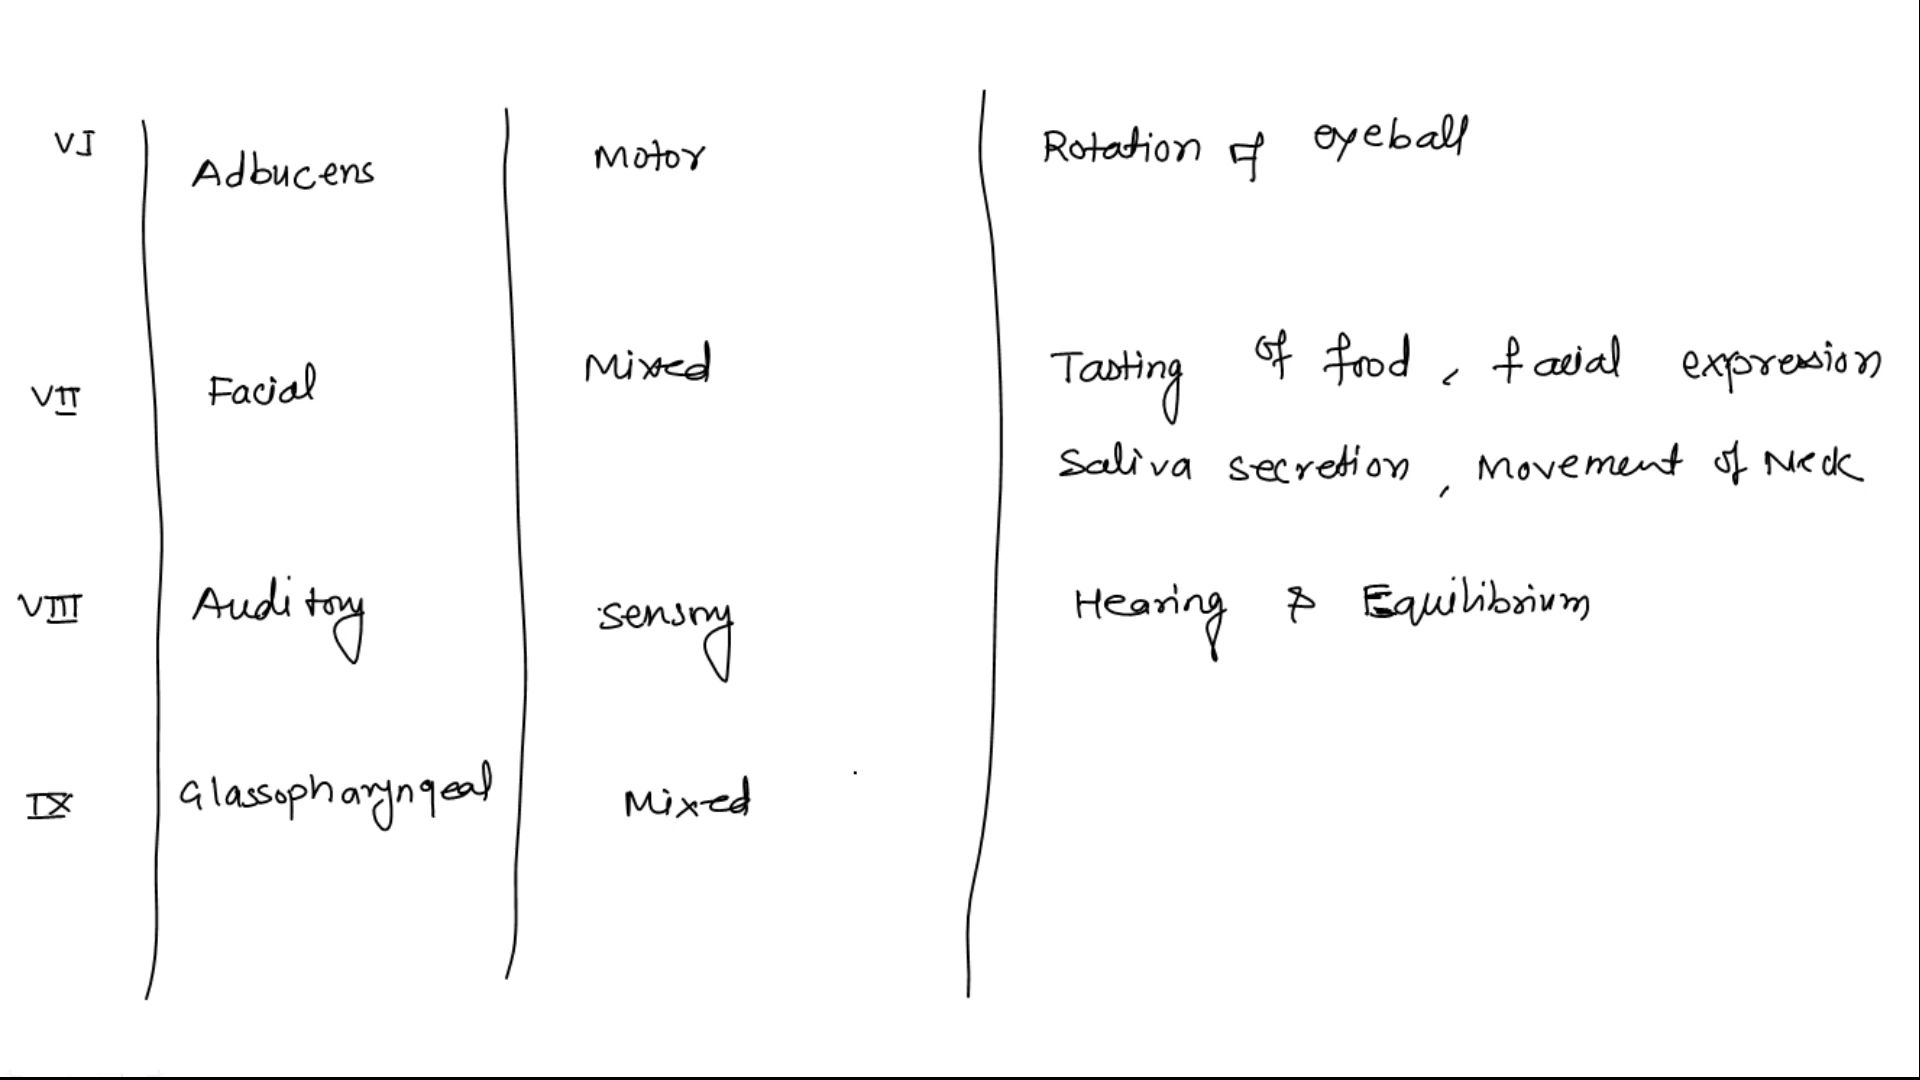 VI Adbucens Motor Rotation of eyeball
VII Facial Mixed Tasting of food, facial expression
Saliva secretion, Movement of Neck
VIII Auditory sensory Hearing & Equilibrium
IX Glassopharyngeal Mixed